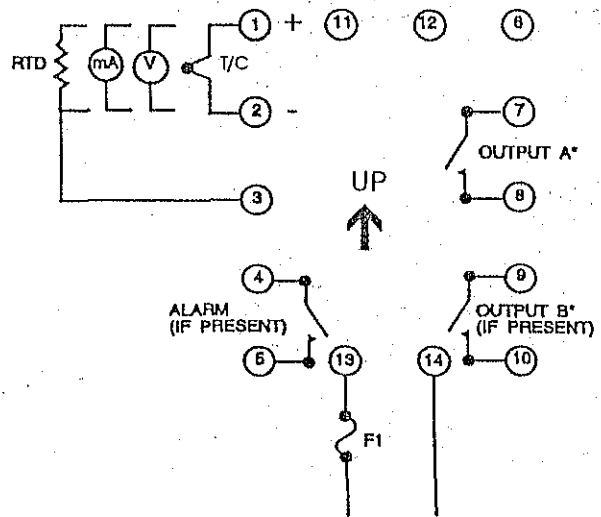 1 + 11 12 6
RTD mA V T/C
2 -
7
OUTPUT A*
3 UP 8
4 9
ALARM
(IF PRESENT)
OUTPUT B*
(IF PRESENT)
5 13 14 10
F1